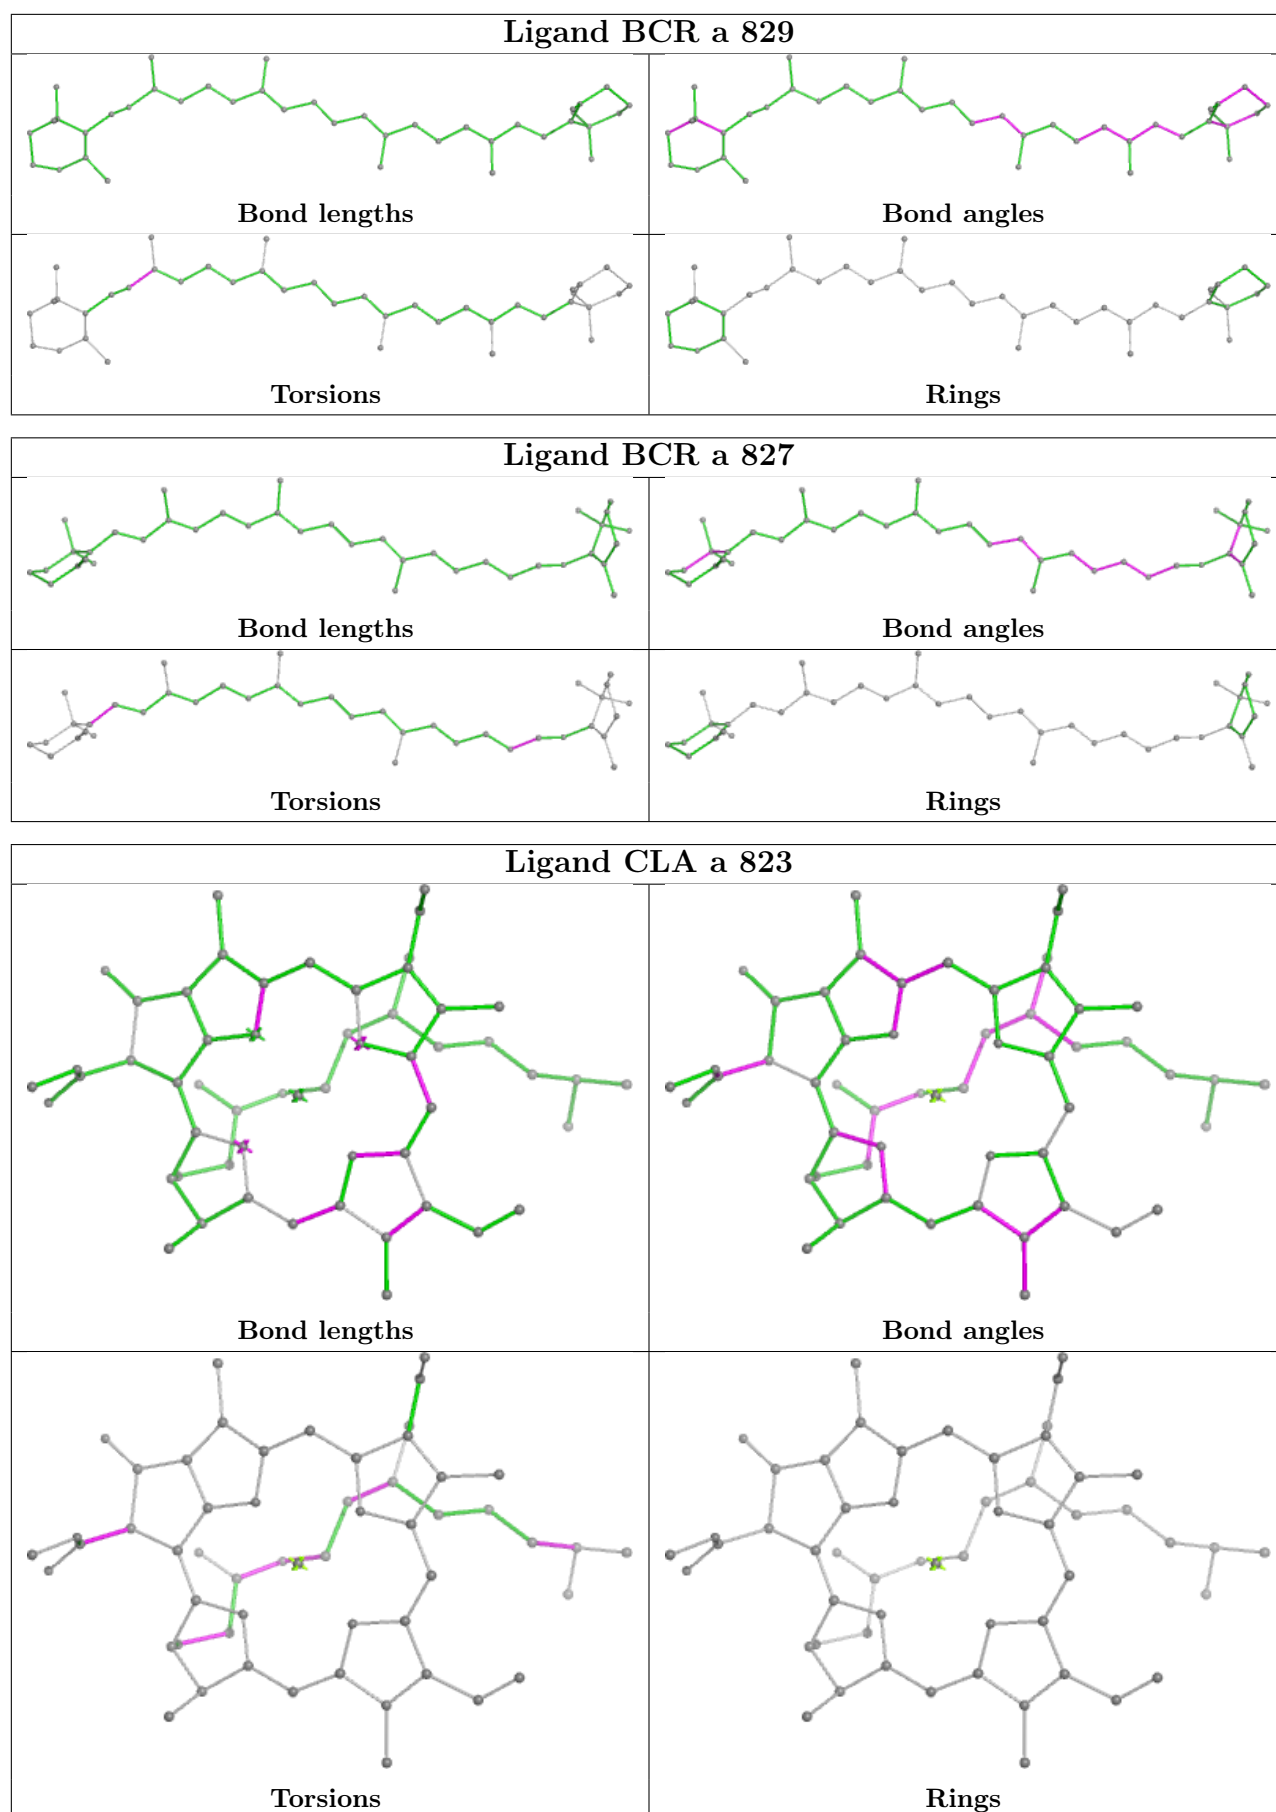 Ligand BCR a 829
Bond lengths
Bond angles
Torsions
Rings
Ligand BCR a 827
Bond lengths
Bond angles
Torsions
Rings
Ligand CLA a 823
Bond lengths
Bond angles
Torsions
Rings